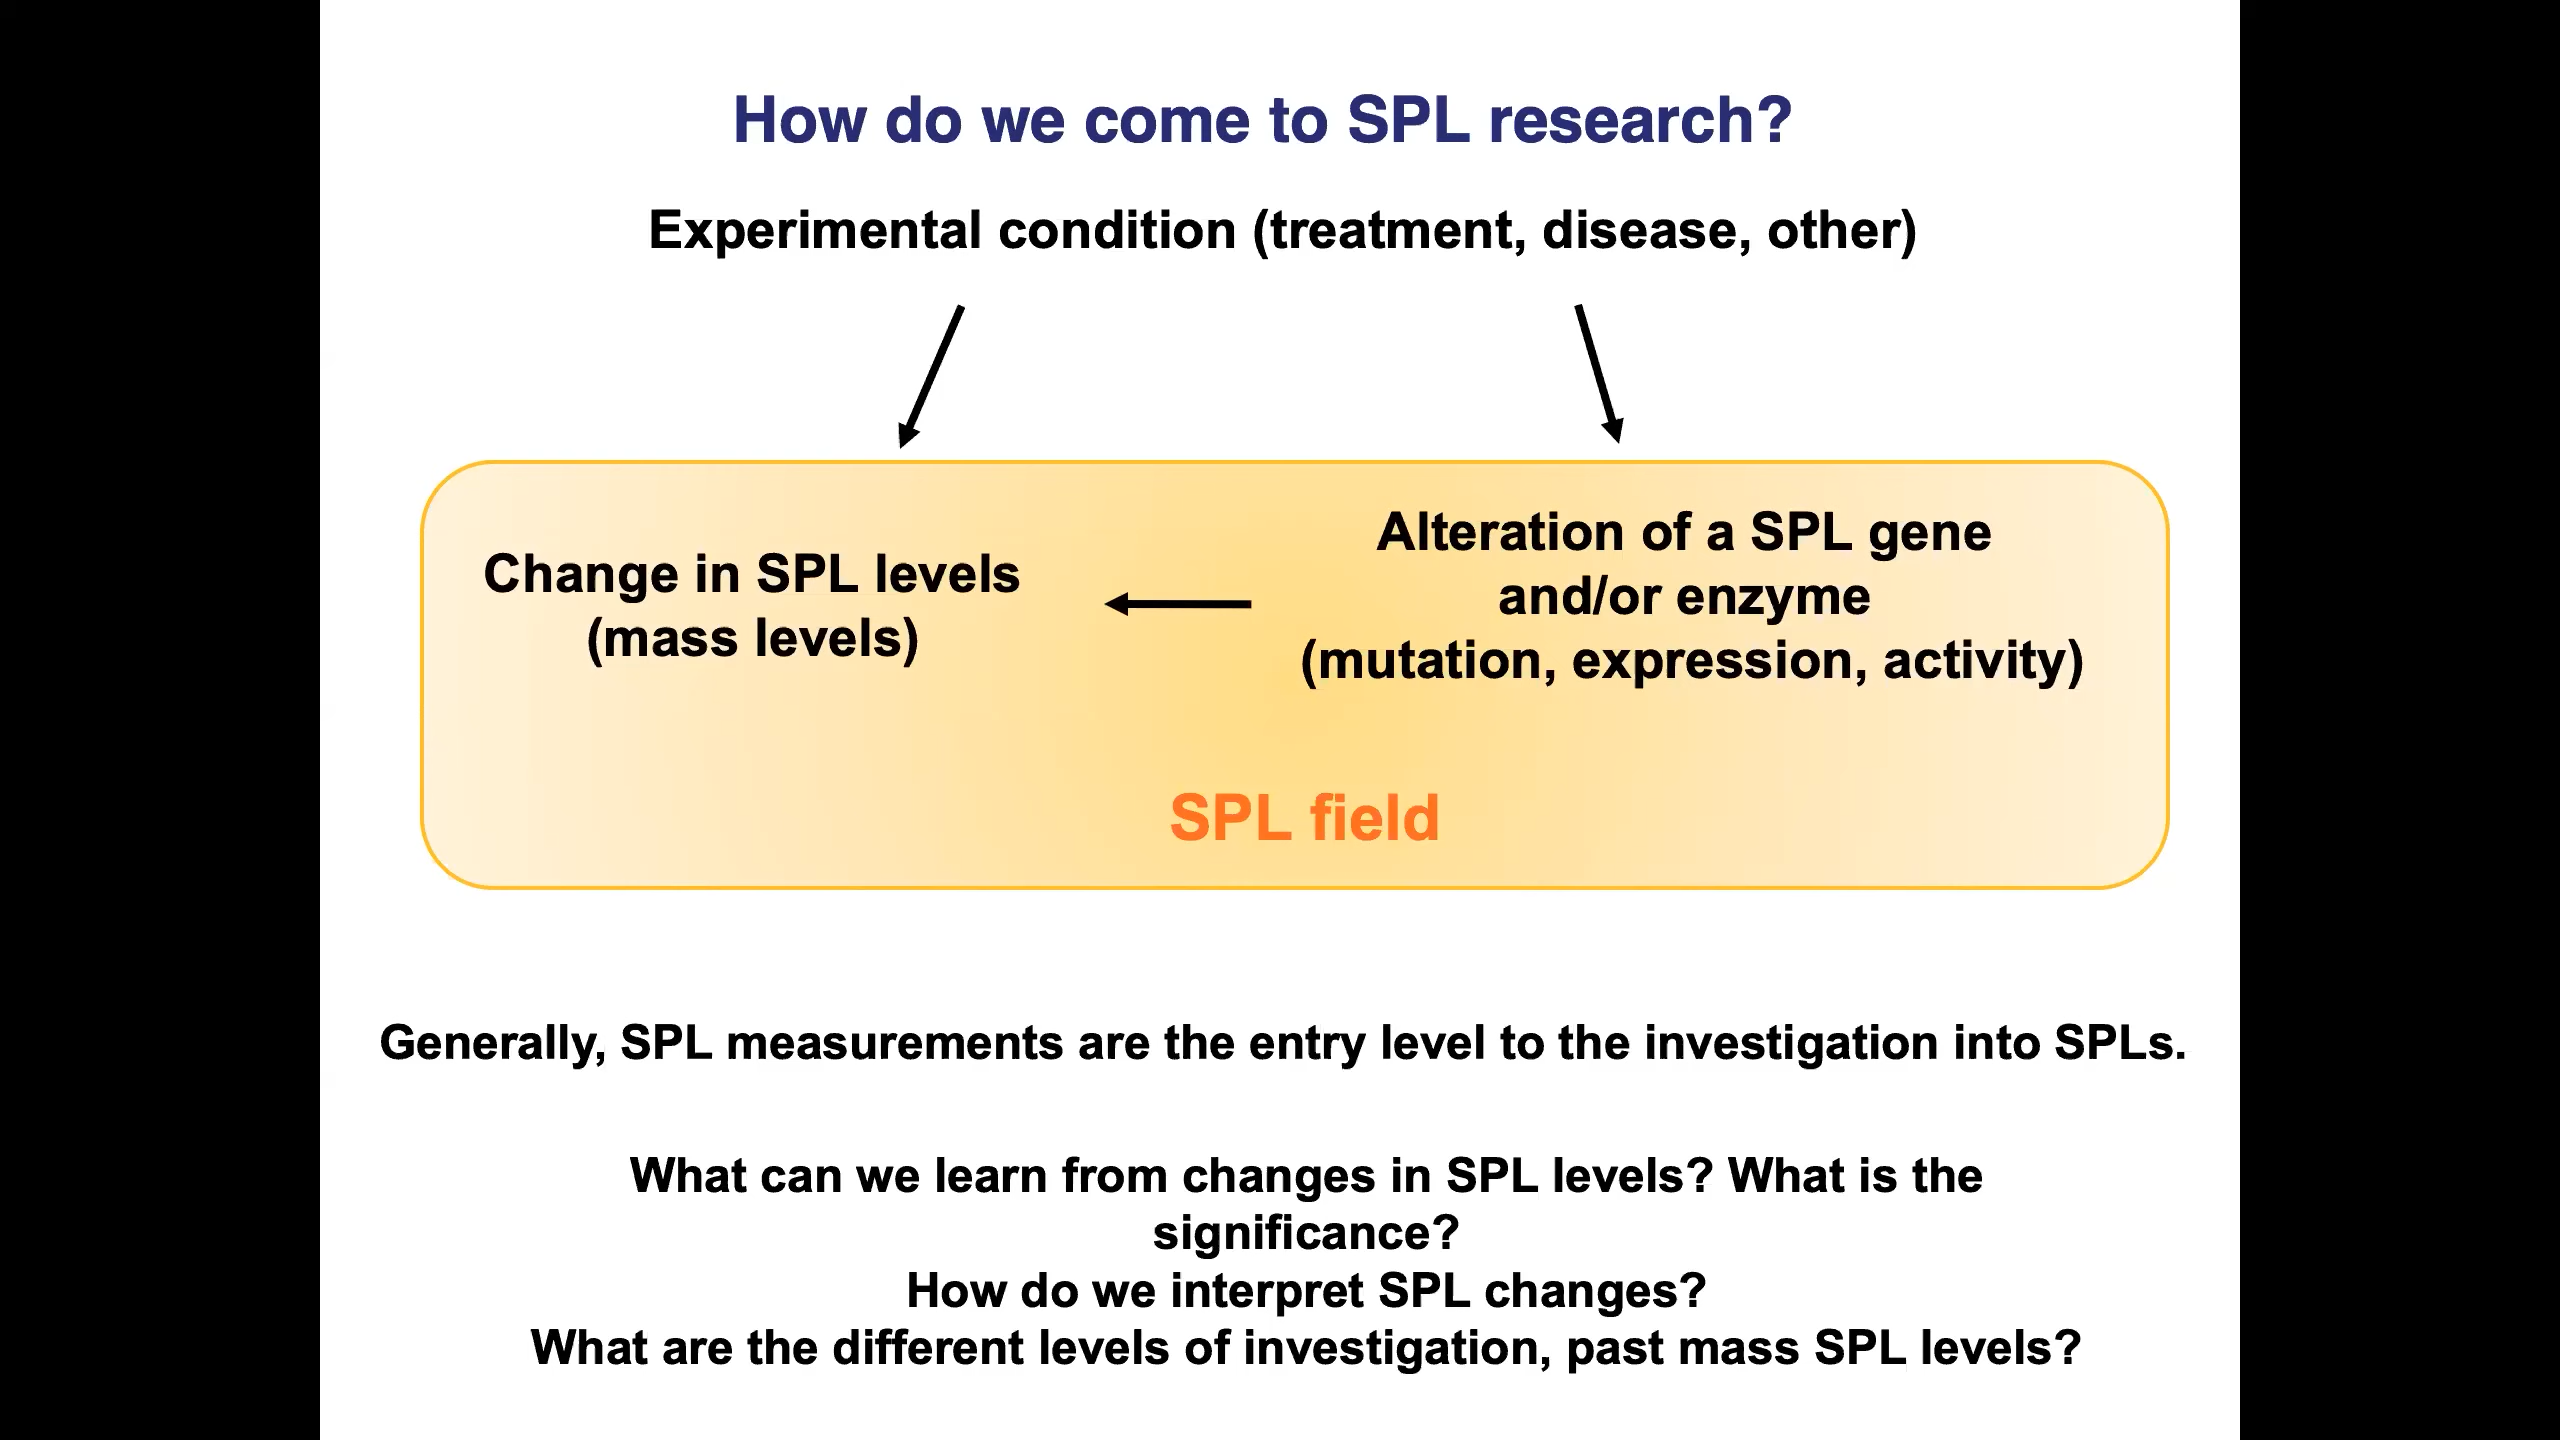 How do we come to SPL research?
Experimental condition (treatment, disease, other)
Change in SPL levels
(mass levels)
Alteration of a SPL gene
and/or enzyme
(mutation, expression, activity)
SPL field
Generally, SPL measurements are the entry level to the investigation into SPLs.
What can we learn from changes in SPL levels? What is the
significance?
How do we interpret SPL changes?
What are the different levels of investigation, past mass SPL levels?